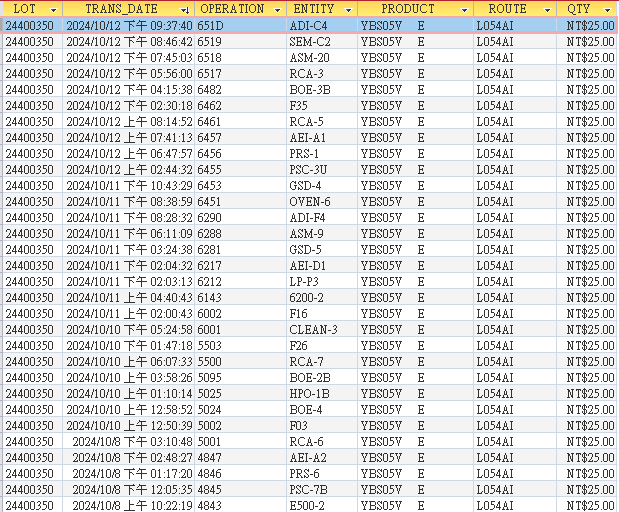 LOT TRANS_DATE OPERATION ENTITY PRODUCT ROUTE QTY
24400350 2024/10/12 下午 09:37:40 651D ADI-C4 YBS05V E L054AI NT$25.00
24400350 2024/10/12 下午 08:46:42 6519 SEM-C2 YBS05V E L054AI NT$25.00
24400350 2024/10/12 下午 07:45:03 6518 ASM-20 YBS05V E L054AI NT$25.00
24400350 2024/10/12 下午 05:56:00 6517 RCA-3 YBS05V E L054AI NT$25.00
24400350 2024/10/12 下午 04:15:38 6482 BOE-3B YBS05V E L054AI NT$25.00
24400350 2024/10/12 下午 02:30:18 6462 F35 YBS05V E L054AI NT$25.00
24400350 2024/10/12 上午 08:14:52 6461 RCA-5 YBS05V E L054AI NT$25.00
24400350 2024/10/12 上午 07:41:13 6457 AEI-A1 YBS05V E L054AI NT$25.00
24400350 2024/10/12 上午 06:47:57 6456 PRS-1 YBS05V E L054AI NT$25.00
24400350 2024/10/12 上午 02:44:32 6455 PSC-3U YBS05V E L054AI NT$25.00
24400350 2024/10/11 下午 10:43:29 6453 GSD-4 YBS05V E L054AI NT$25.00
24400350 2024/10/11 下午 08:38:59 6451 OVEN-6 YBS05V E L054AI NT$25.00
24400350 2024/10/11 下午 08:28:32 6290 ADI-F4 YBS05V E L054AI NT$25.00
24400350 2024/10/11 下午 06:11:09 6288 ASM-9 YBS05V E L054AI NT$25.00
24400350 2024/10/11 下午 03:24:38 6281 GSD-5 YBS05V E L054AI NT$25.00
24400350 2024/10/11 下午 02:04:32 6217 AEI-D1 YBS05V E L054AI NT$25.00
24400350 2024/10/11 下午 02:03:13 6212 LP-P3 YBS05V E L054AI NT$25.00
24400350 2024/10/11 上午 04:40:43 6143 6200-2 YBS05V E L054AI NT$25.00
24400350 2024/10/11 上午 02:00:43 6002 F16 YBS05V E L054AI NT$25.00
24400350 2024/10/10 下午 05:24:58 6001 CLEAN-3 YBS05V E L054AI NT$25.00
24400350 2024/10/10 下午 01:47:18 5503 F26 YBS05V E L054AI NT$25.00
24400350 2024/10/10 上午 06:07:33 5500 RCA-7 YBS05V E L054AI NT$25.00
24400350 2024/10/10 上午 03:58:26 5095 BOE-2B YBS05V E L054AI NT$25.00
24400350 2024/10/10 上午 01:10:14 5025 HPO-1B YBS05V E L054AI NT$25.00
24400350 2024/10/10 上午 12:58:52 5024 BOE-4 YBS05V E L054AI NT$25.00
24400350 2024/10/10 上午 12:50:39 5002 F03 YBS05V E L054AI NT$25.00
24400350 2024/10/8 下午 03:10:48 5001 RCA-6 YBS05V E L054AI NT$25.00
24400350 2024/10/8 下午 02:48:27 4847 AEI-A2 YBS05V E L054AI NT$25.00
24400350 2024/10/8 下午 01:17:20 4846 PRS-6 YBS05V E L054AI NT$25.00
24400350 2024/10/8 下午 12:05:35 4845 PSC-7B YBS05V E L054AI NT$25.00
24400350 2024/10/8 上午 10:22:19 4843 E500-2 YBS05V E L054AI NT$25.00